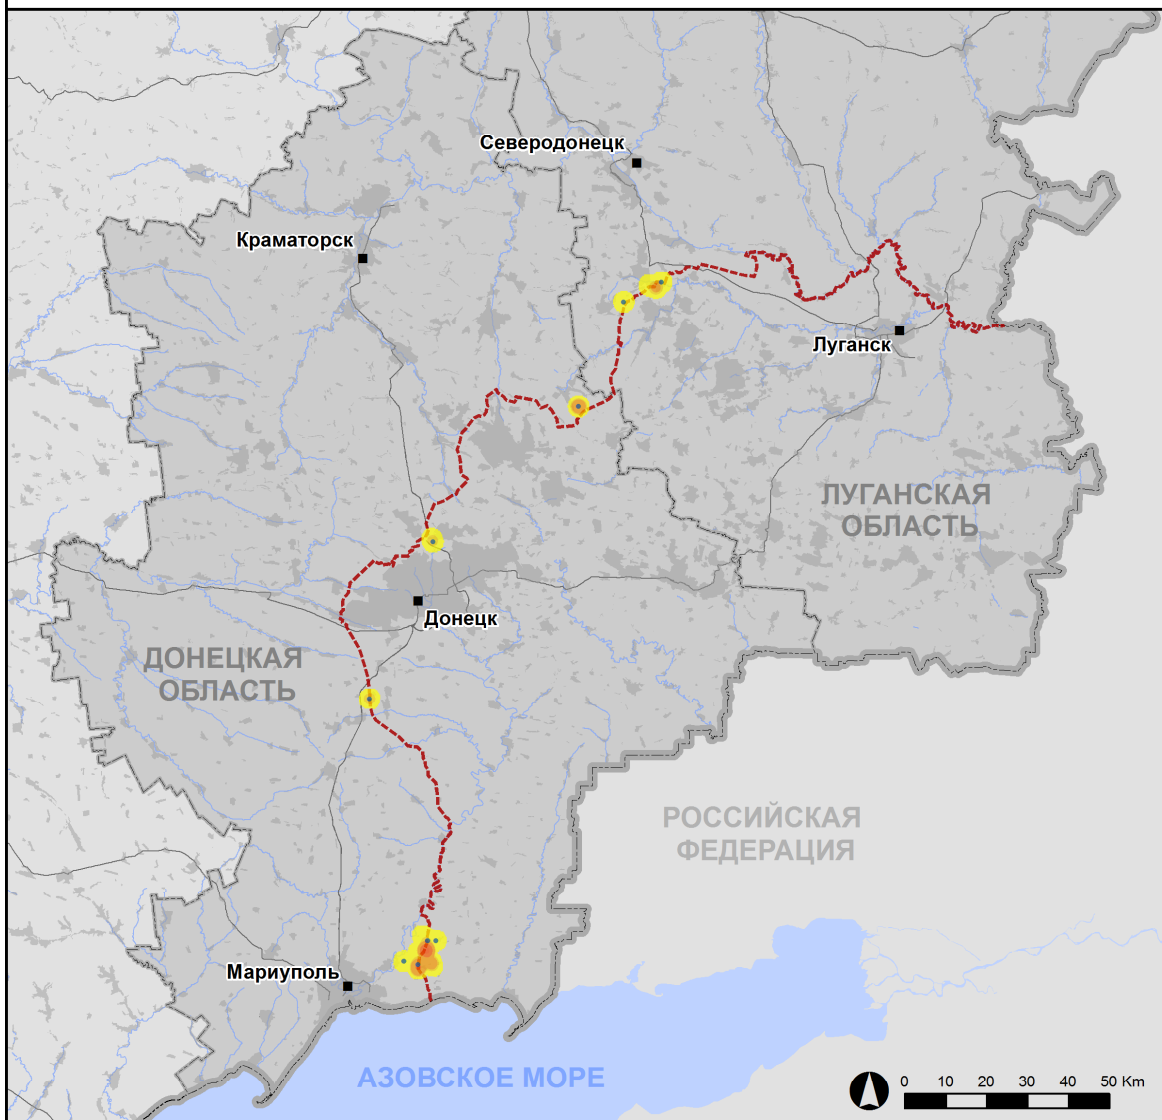 Северодонецк
Краматорск
Луганск
ЛУГАНСКАЯ
ОБЛАСТЬ
Донецк
ДОНЕЦКАЯ
ОБЛАСТЬ
РОССИЙСКАЯ
ФЕДЕРАЦИЯ
Мариуполь
АЗОВСКОЕ МОРЕ
0 10 20 30 40 50 Km